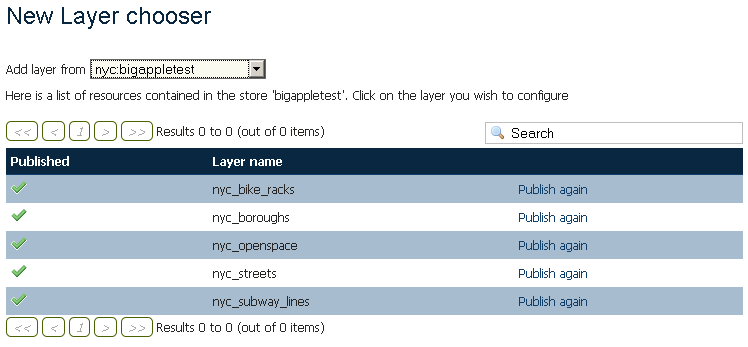 New Layer chooser
Add layer from nyc:bigappletest
Here is a list of resources contained in the store 'bigappletest'. Click on the layer you wish to configure
<< < 1 > >> Results 0 to 0 (out of 0 items) Search
Published Layer name
nyc_bike_racks Publish again
nyc_boroughs Publish again
nyc_openspace Publish again
nyc_streets Publish again
nyc_subway_lines Publish again
<< < 1 > >> Results 0 to 0 (out of 0 items)